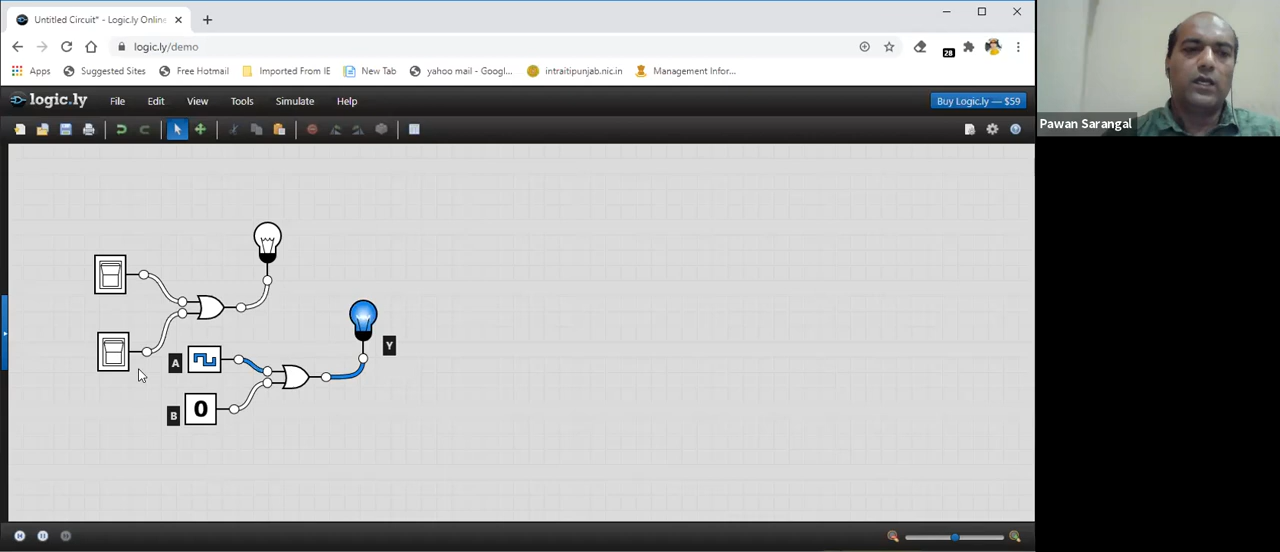 Untitled Circuit* - Logic.ly Online
logic.ly/demo
28
Apps Suggested Sites Free Hotmail Imported From IE New Tab yahoo mail - Googl... intraitipunjab.nic.in Management Infor...
logic.ly File Edit View Tools Simulate Help Buy Logic.ly — $59
Pawan Sarangal
Y
A
B 0